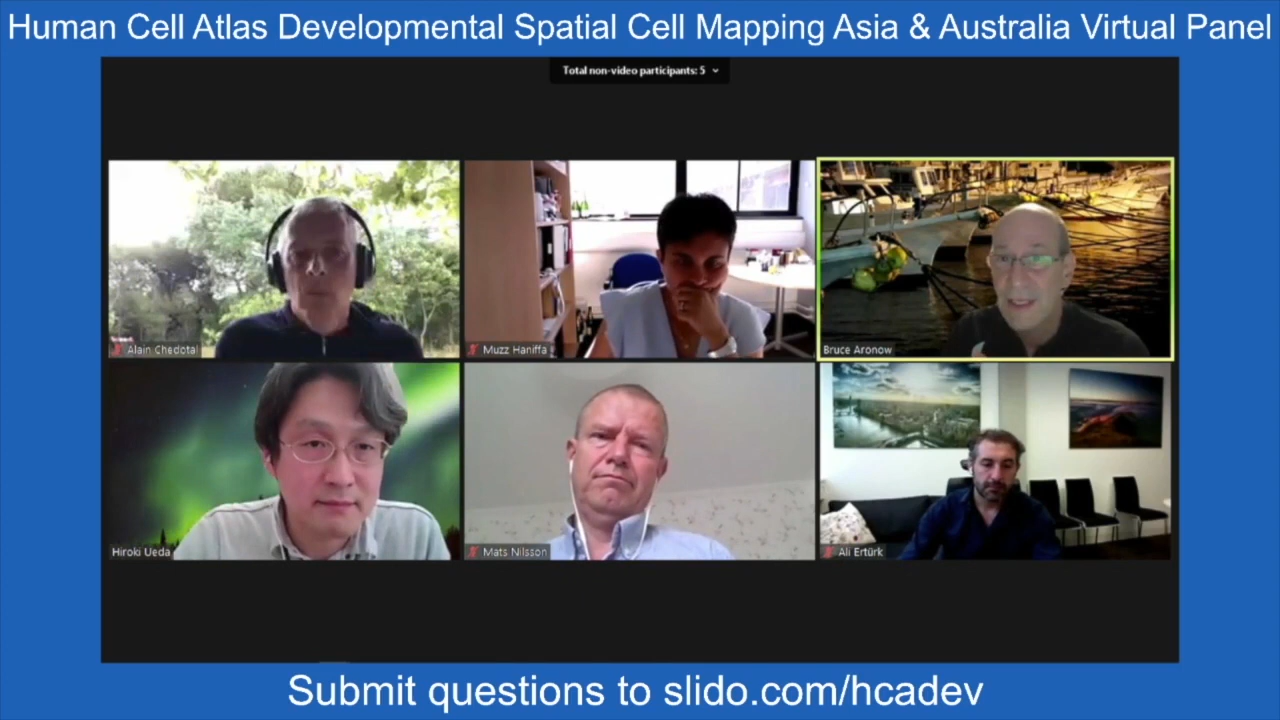 Human Cell Atlas Developmental Spatial Cell Mapping Asia & Australia Virtual Panel
Total non-video participants: 5
Alain Chedotal
Muzz Haniffa
Bruce Aronow
Hiroki Ueda
Mats Nilsson
Ali Ertürk
Submit questions to slido.com/hcadev